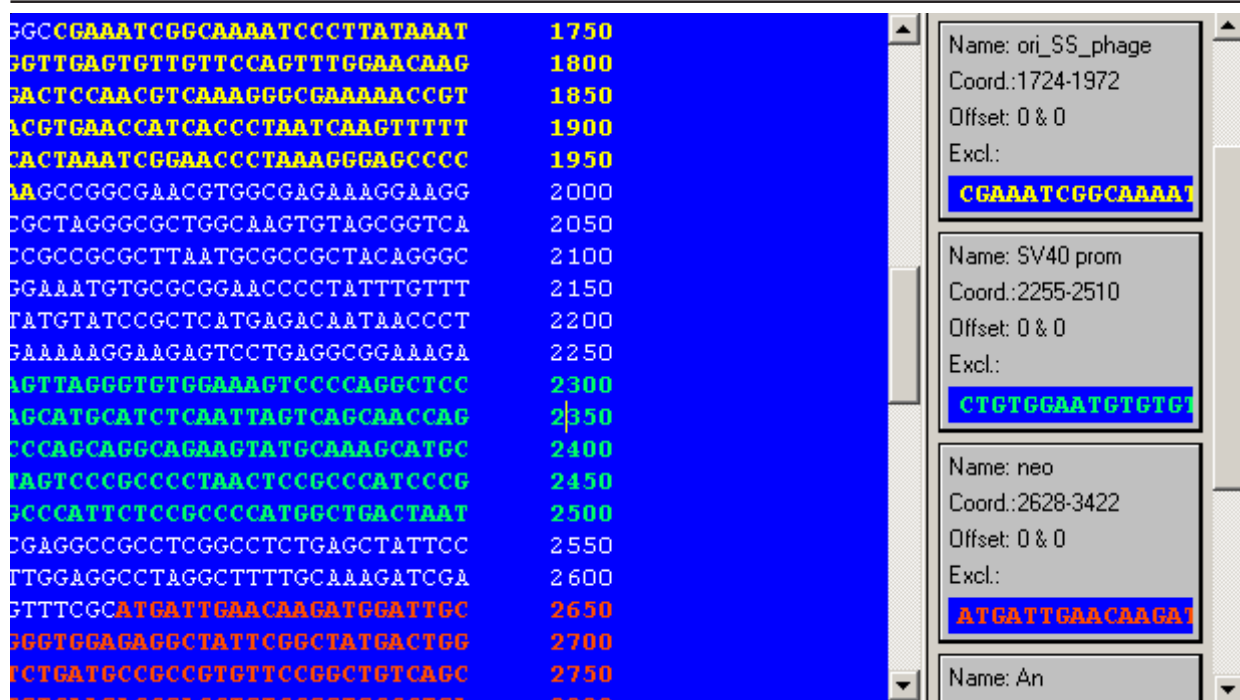 GGCCGAAATCGGCAAAATCCCTTATAAAT 1750
GGTTGAGTGTTGTTCCAGTTTGGAACAAG 1800
GACTCCAACGTCAAAGGGCGAAAAACCGT 1850
ACGTGAACCATCACCCTAATCAAGTTTTT 1900
CACTAAATCGGAACCCTAAAGGGAGCCCC 1950
AAGCCGGCGAACGTGGCGAGAAAGGAAGG 2000
CGCTAGGGCGCTGGCAAGTGTAGCGGTCA 2050
CCGCCGCGCTTAATGCGCCGCTACAGGGC 2100
GGAAATGTGCGCGGAACCCCTATTTGTTT 2150
TATGTATCCGCTCATGAGACAATAACCCT 2200
GAAAAAGGAAGAGTCCTGAGGCGGAAAGA 2250
AGTTAGGGTGTGGAAAGTCCCCAGGCTCC 2300
AGCATGCATCTCAATTAGTCAGCAACCAG 2350
CCCAGCAGGCAGAAGTATGCAAAGCATGC 2400
TAGTCCCGCCCCTAACTCCGCCCATCCCG 2450
GCCCATTCTCCGCCCCATGGCTGACTAAT 2500
CGAGGCCGCCTCGGCCTCTGAGCTATTCC 2550
TTGGAGGCCTAGGCTTTTGCAAAGATCGA 2600
GTTTCGCATGATTGAACAAGATGGATTGC 2650
GGGTGGAGAGGCTATTCGGCTATGACTGG 2700
TCTGATGCCGCCGTGTTCCGGCTGTCAGC 2750
Name: ori_SS_phage
Coord.:1724-1972
Offset: 0 & 0
Excl.:
CGAAATCGGCAAAAT
Name: SV40 prom
Coord.:2255-2510
Offset: 0 & 0
Excl.:
CTGTGGAATGTGTGT
Name: neo
Coord.:2628-3422
Offset: 0 & 0
Excl.:
ATGATTGAACAAGAT
Name: An